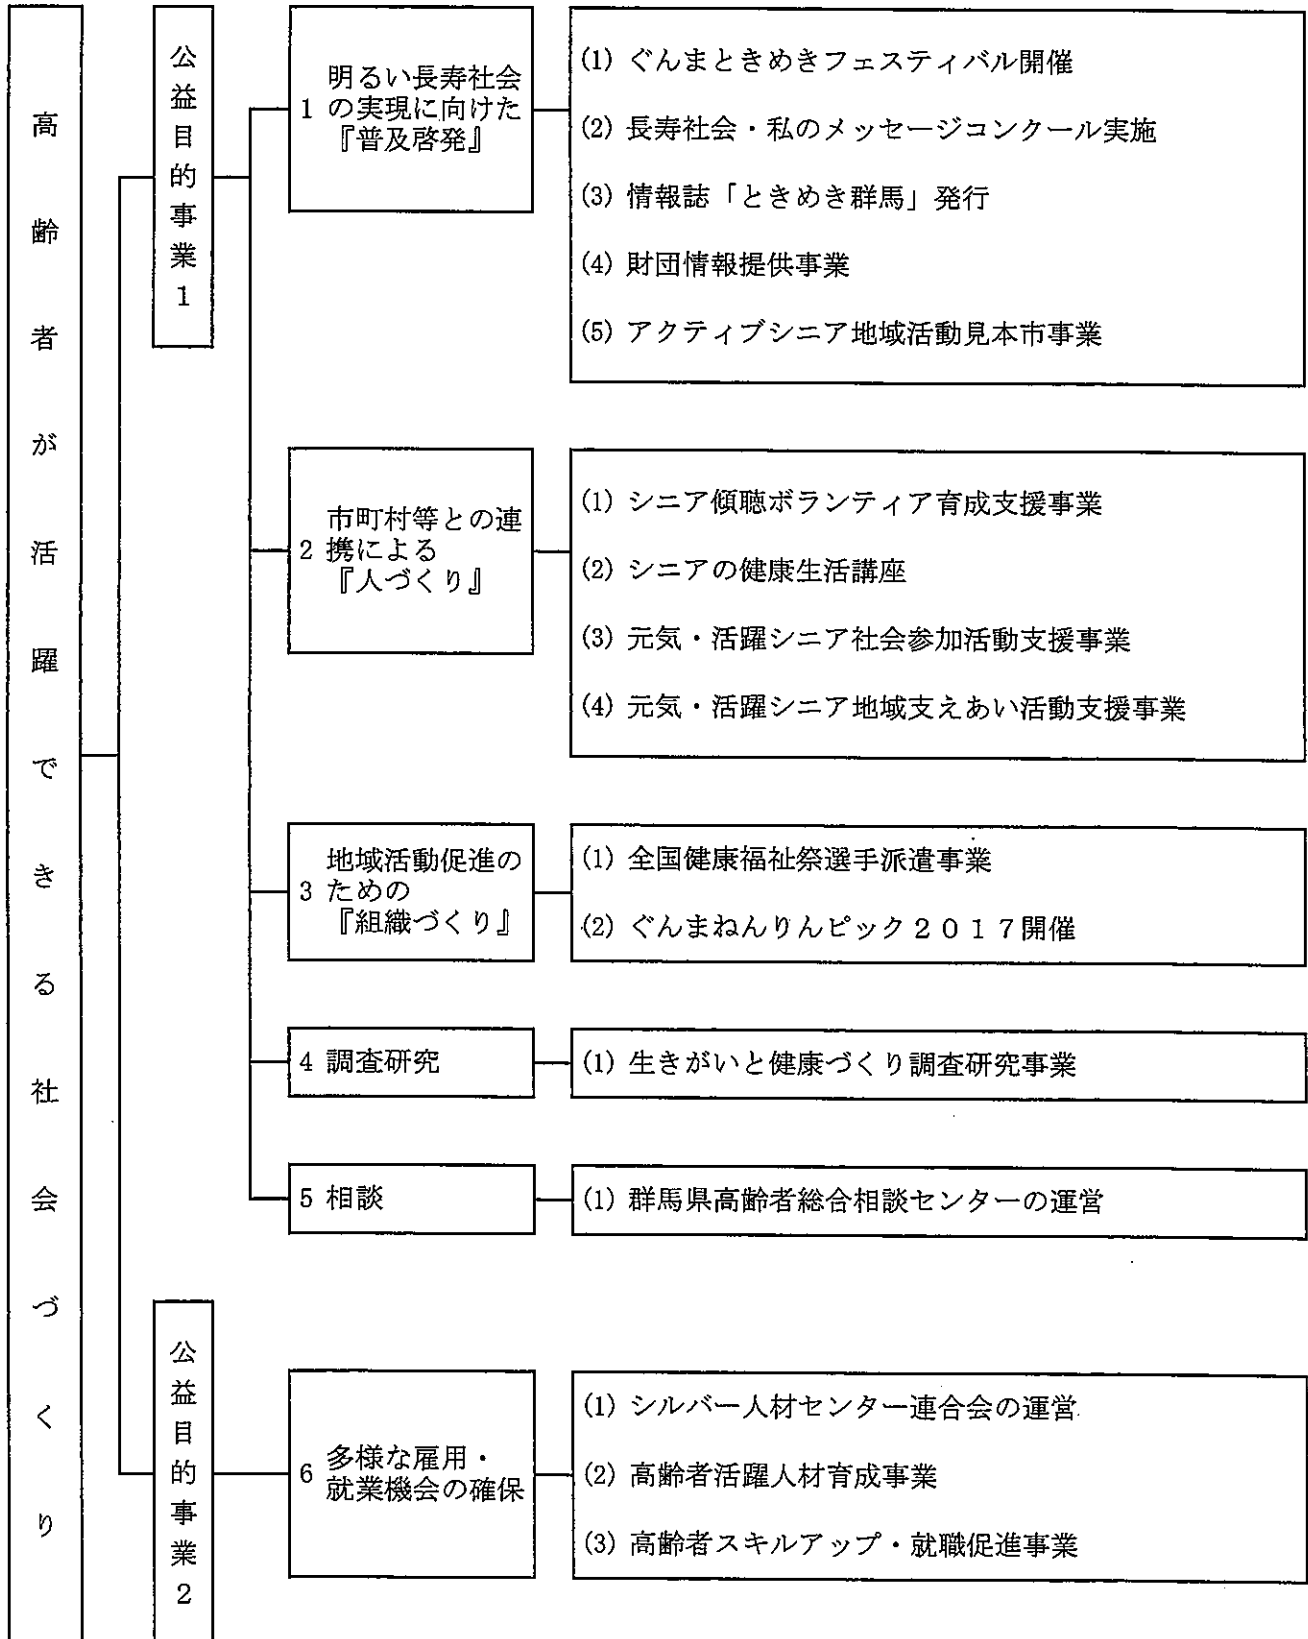 高齢者が活躍できる社会づくり
公益目的事業1
1 明るい長寿社会
の実現に向けた
『普及啓発』
(1) ぐんまときめきフェスティバル開催
(2) 長寿社会・私のメッセージコンクール実施
(3) 情報誌「ときめき群馬」発行
(4) 財団情報提供事業
(5) アクティブシニア地域活動見本市事業
2 市町村等との連
携による
『人づくり』
(1) シニア傾聴ボランティア育成支援事業
(2) シニアの健康生活講座
(3) 元気・活躍シニア社会参加活動支援事業
(4) 元気・活躍シニア地域支えあい活動支援事業
3 地域活動促進の
ための
『組織づくり』
(1) 全国健康福祉祭選手派遣事業
(2) ぐんまねんりんピック2017開催
4 調査研究
(1) 生きがいと健康づくり調査研究事業
5 相談
(1) 群馬県高齢者総合相談センターの運営
公益目的事業2
6 多様な雇用・
就業機会の確保
(1) シルバー人材センター連合会の運営
(2) 高齢者活躍人材育成事業
(3) 高齢者スキルアップ・就職促進事業